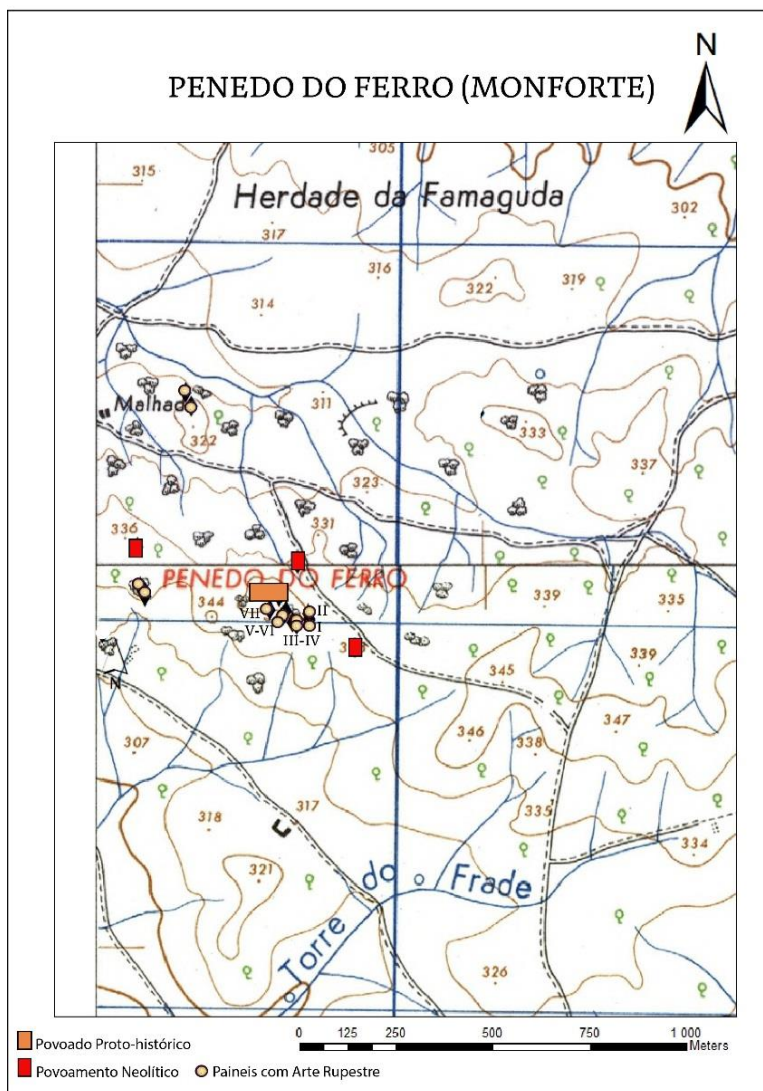 N
PENEDO DO FERRO (MONFORTE)
305
315
Herdade da Famaguda
302
317
316
322
319
314
311
Malhad
322
333
337
323
331
336
PENEDO DO FERRO
344
339
335
VII
II
V-VI
I
III-IV
339
345
N
347
346
338
307
335
317
318
334
321
Torre do Frade
326
Povoado Proto-histórico
0 125 250 500 750 1 000
Meters
Povoamento Neolítico
Paineis com Arte Rupestre